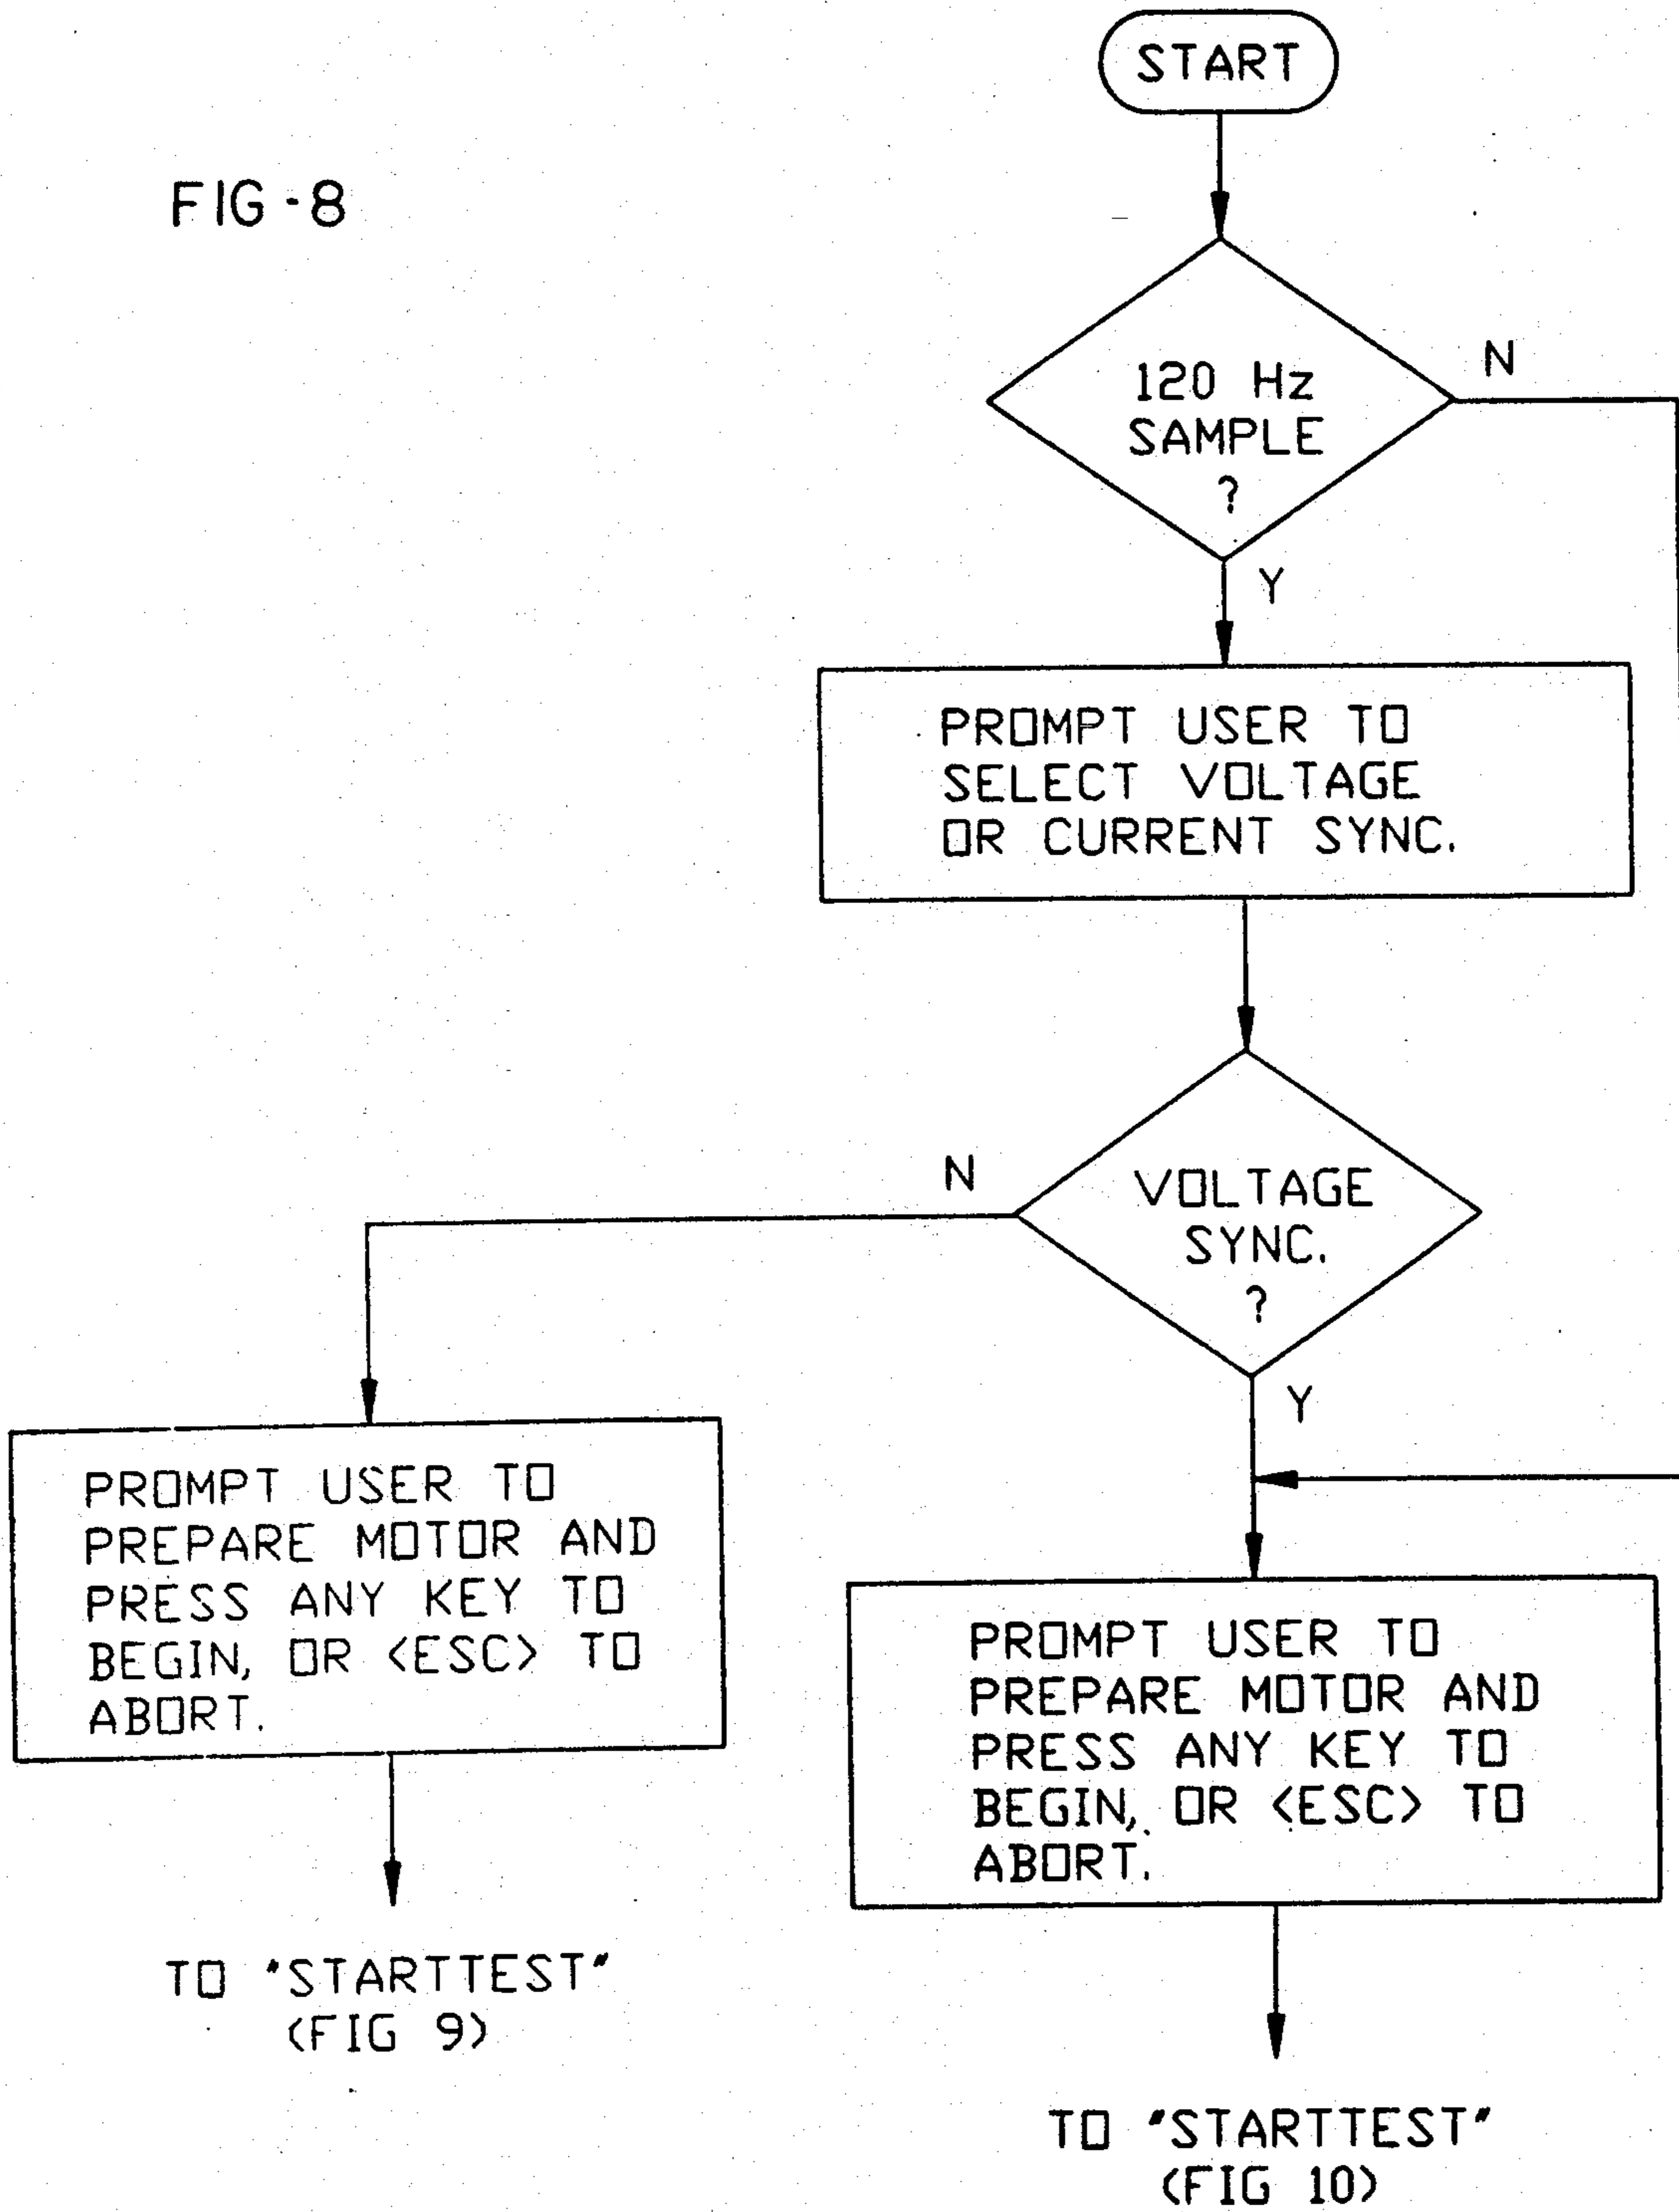 START
FIG-8
120 Hz
SAMPLE
?
N
Y
PROMPT USER TO
SELECT VOLTAGE
OR CURRENT SYNC.
VOLTAGE
SYNC.
?
N
Y
PROMPT USER TO
PREPARE MOTOR AND
PRESS ANY KEY TO
BEGIN, OR <ESC> TO
ABORT.
TO "STARTTEST"
(FIG 9)
PROMPT USER TO
PREPARE MOTOR AND
PRESS ANY KEY TO
BEGIN, OR <ESC> TO
ABORT.
TO "STARTTEST"
(FIG 10)